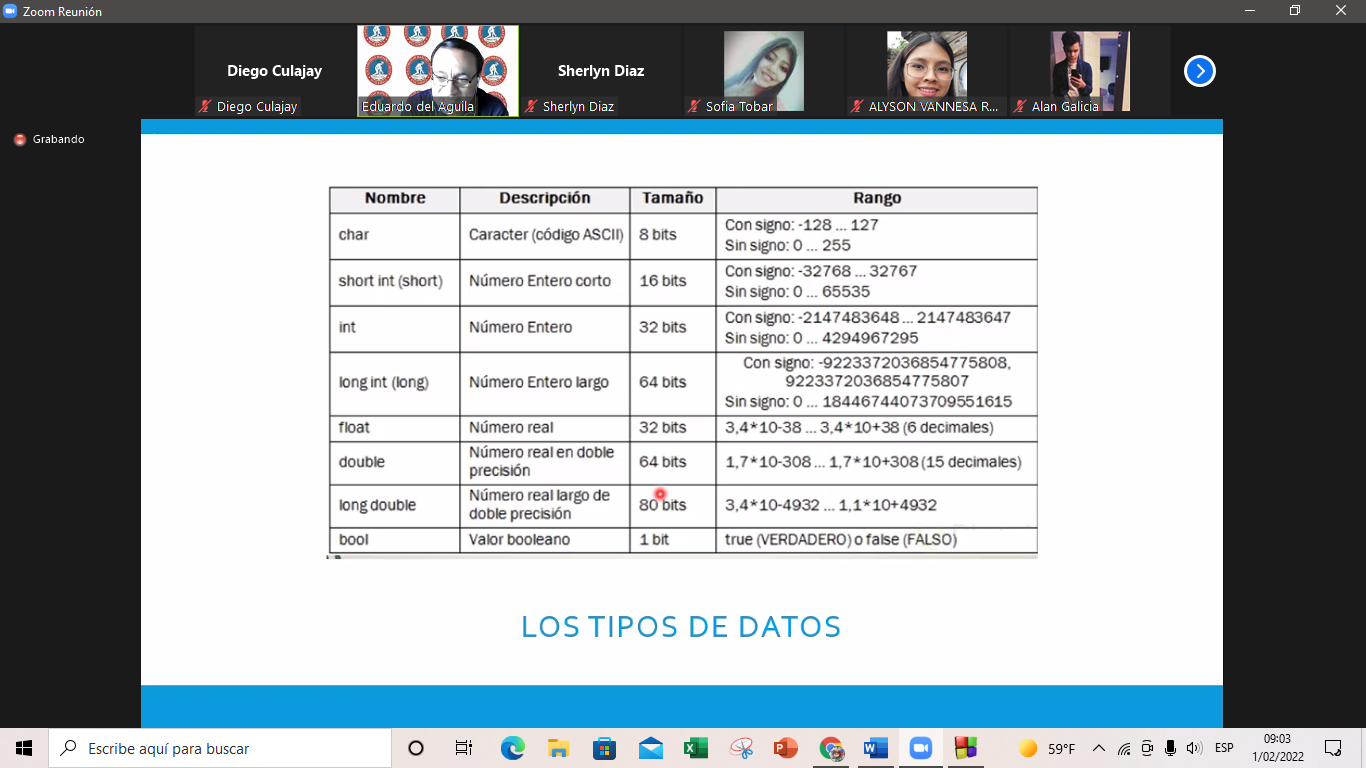 Zoom Reunión
Diego Culajay
Sherlyn Diaz
Diego Culajay
Eduardo del Aguila
Sherlyn Diaz
Sofia Tobar
ALYSON VANNESA R...
Alan Galicia
Grabando
Nombre Descripción Tamaño Rango
char Caracter (código ASCII) 8 bits Con signo: -128 ... 127
Sin signo: 0 ... 255
short int (short) Número Entero corto 16 bits Con signo: -32768 ... 32767
Sin signo: 0 ... 65535
int Número Entero 32 bits Con signo: -2147483648 ... 2147483647
Sin signo: 0 ... 4294967295
long int (long) Número Entero largo 64 bits Con signo: -9223372036854775808,
9223372036854775807
Sin signo: 0 ... 18446744073709551615
float Número real 32 bits 3,4*10-38 ... 3,4*10+38 (6 decimales)
double Número real en doble
precisión 64 bits 1,7*10-308 ... 1,7*10+308 (15 decimales)
long double Número real largo de
doble precisión 80 bits 3,4*10-4932 ... 1,1*10+4932
bool Valor booleano 1 bit true (VERDADERO) o false (FALSO)
LOS TIPOS DE DATOS
Escribe aquí para buscar
59°F
ESP
09:03
1/02/2022